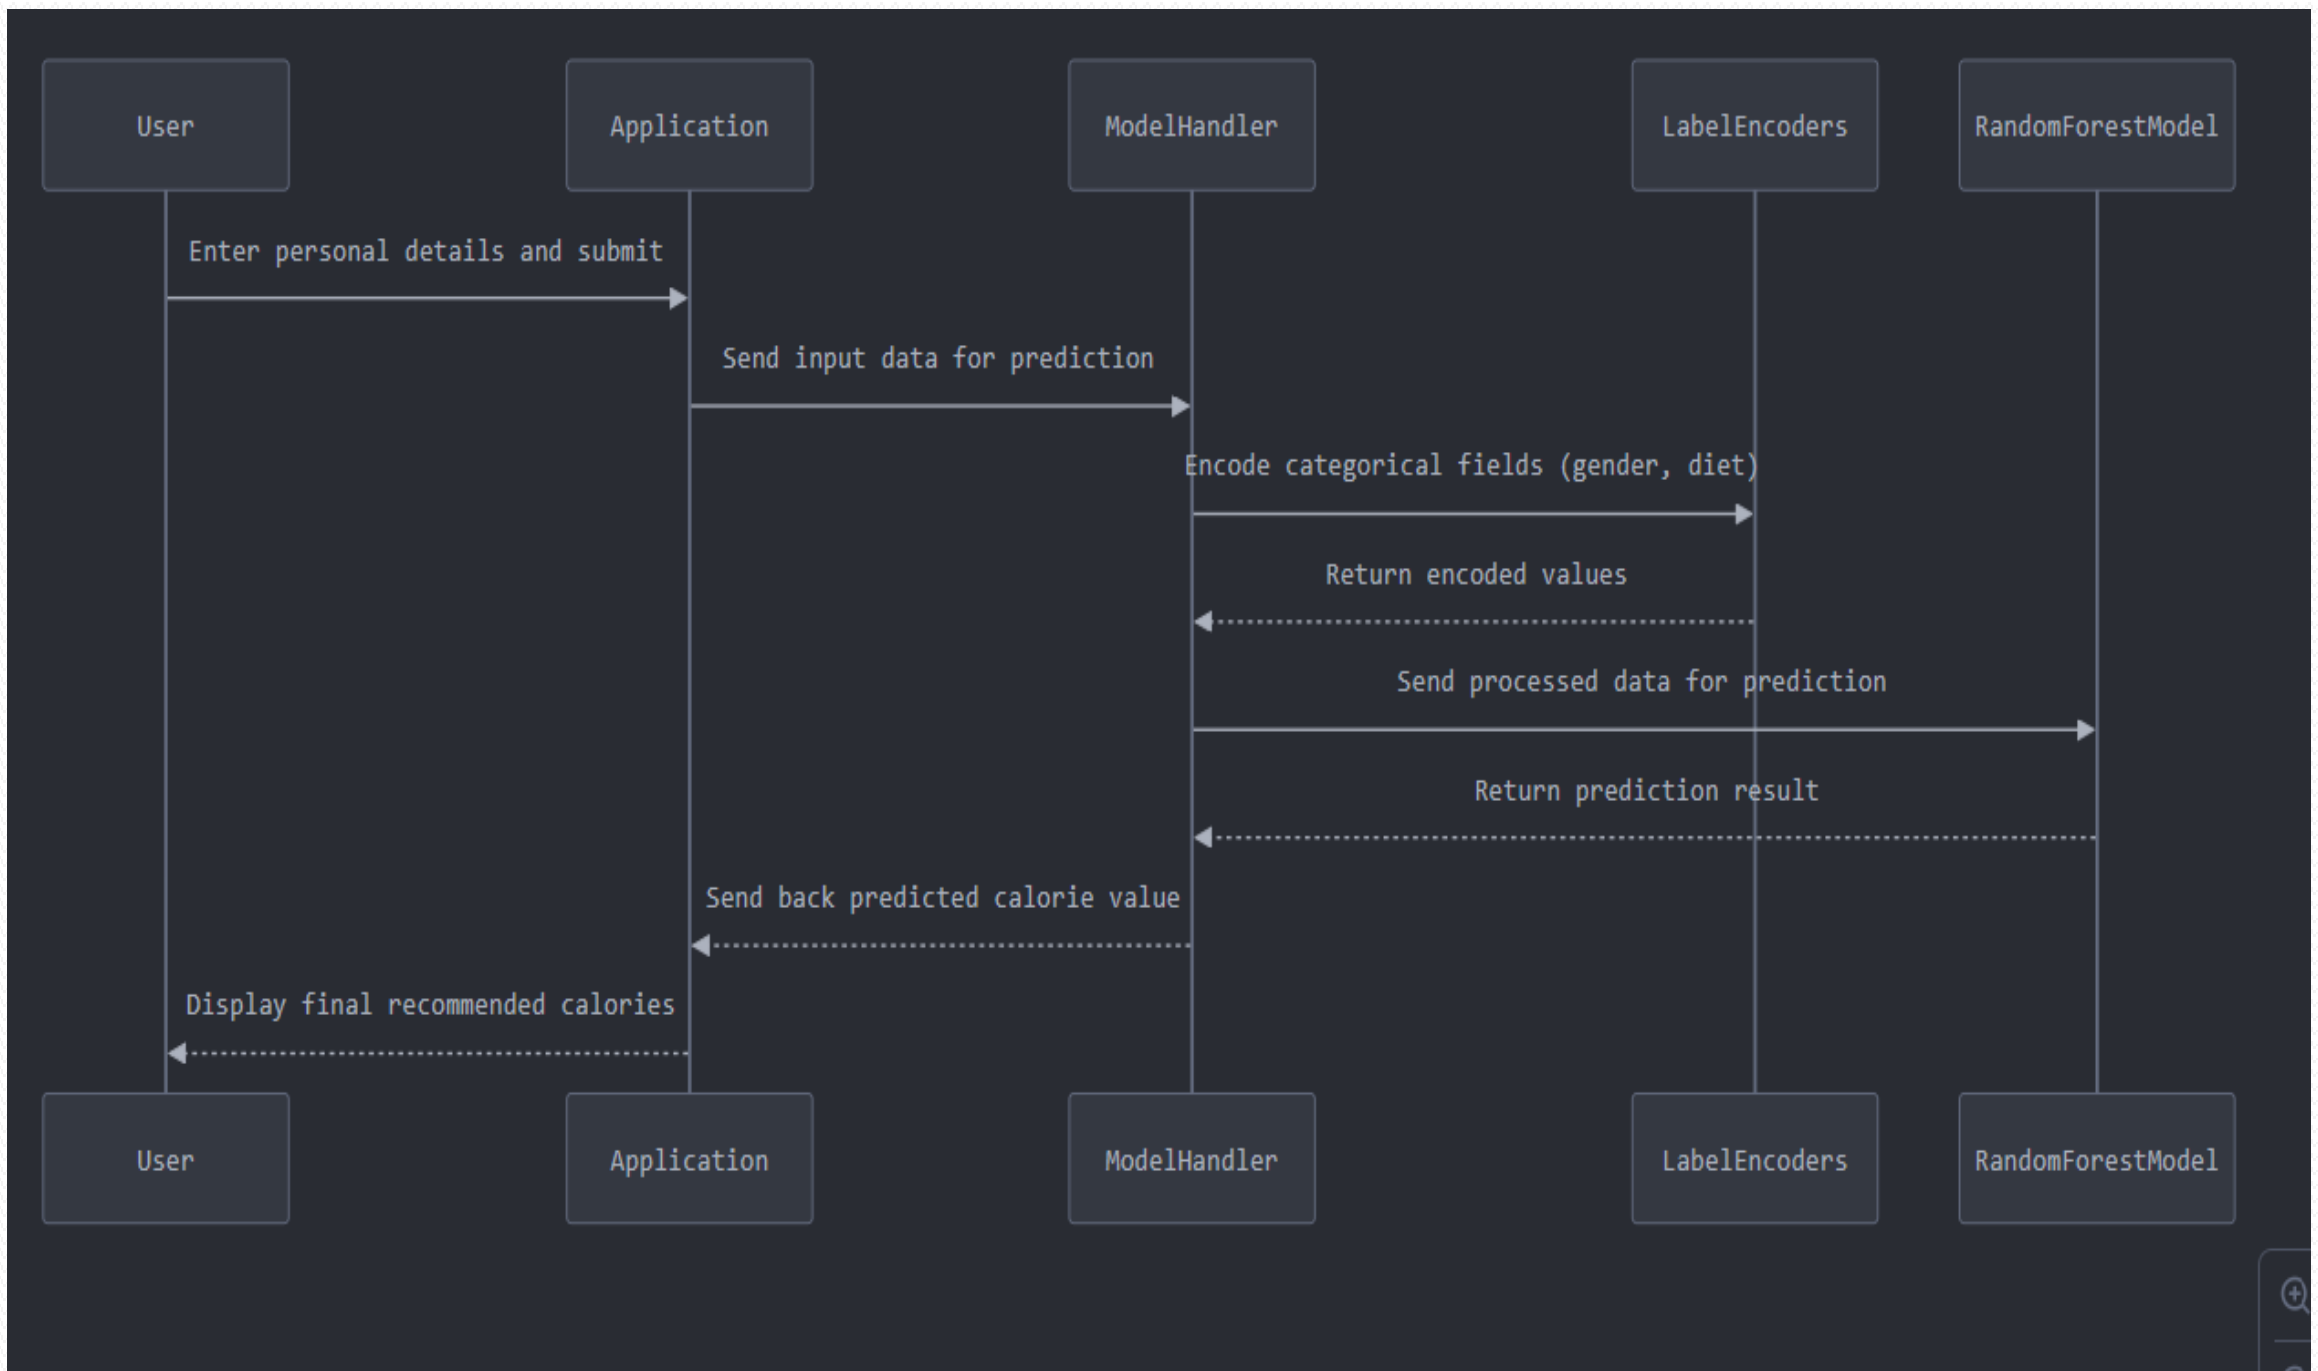 User
Application
ModelHandler
LabelEncoders
RandomForestModel
Enter personal details and submit
Send input data for prediction
Encode categorical fields (gender, diet)
Return encoded values
Send processed data for prediction
Return prediction result
Send back predicted calorie value
Display final recommended calories
User
Application
ModelHandler
LabelEncoders
RandomForestModel